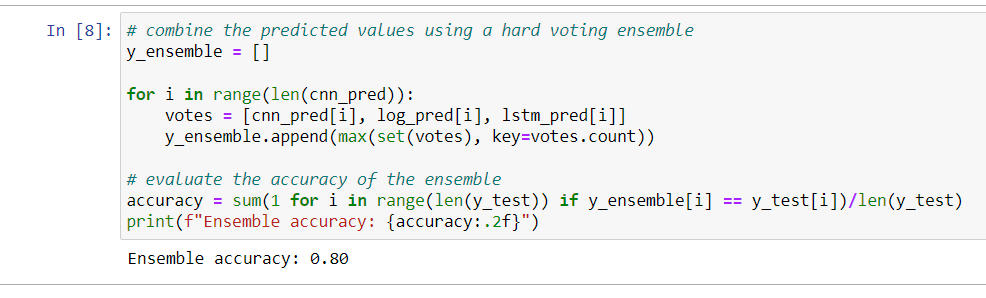 In [8]: # combine the predicted values using a hard voting ensemble
y_ensemble = []
for i in range(len(cnn_pred)):
votes = [cnn_pred[i], log_pred[i], lstm_pred[i]]
y_ensemble.append(max(set(votes), key=votes.count))
# evaluate the accuracy of the ensemble
accuracy = sum(1 for i in range(len(y_test)) if y_ensemble[i] == y_test[i])/len(y_test)
print(f"Ensemble accuracy: {accuracy:.2f}")
Ensemble accuracy: 0.80